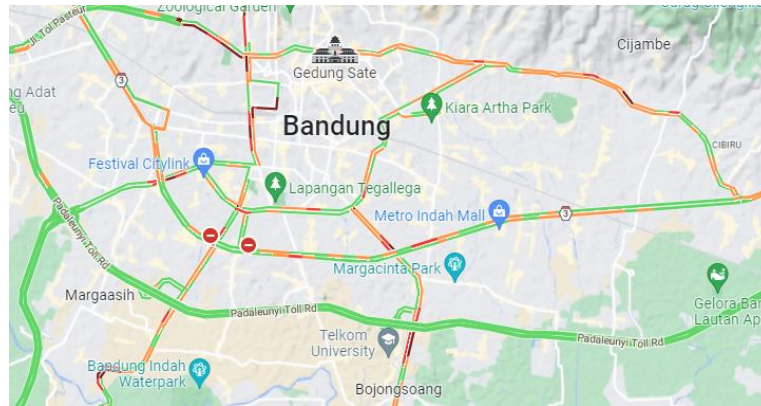 Zoological Garden
Jl. Tol Pasteur
Gedung Sate
Cijambe
3
Kiara Artha Park
Bandung
CIBIRU
Festival Citylink
Lapangan Tegallega
Metro Indah Mall
3
Padaleunyi Toll Rd
Margacinta Park
Margaasih
Padaleunyi Toll Rd
Gelora Ba
Lautan Ap
Telkom
University
Padaleunyi Toll Rd
Bandung Indah
Waterpark
Bojongsoang
ng Adat